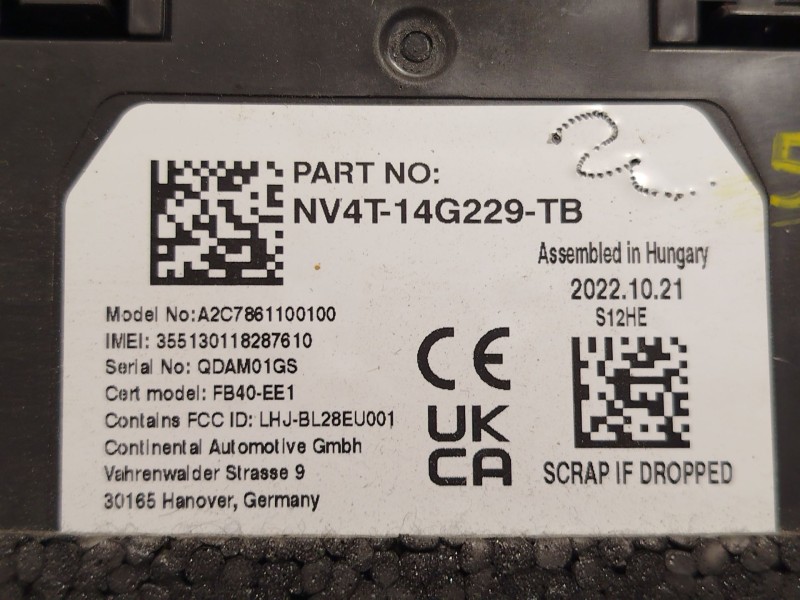 PART NO:
NV4T-14G229-TB
Assembled in Hungary
2022.10.21
S12HE
Model No:A2C7861100100
IMEI: 355130118287610
Serial No: QDAM01GS
Cert model: FB40-EE1
Contains FCC ID: LHJ-BL28EU001
Continental Automotive Gmbh
Vahrenwalder Strasse 9
30165 Hanover, Germany
CE
UK
CA
SCRAP IF DROPPED